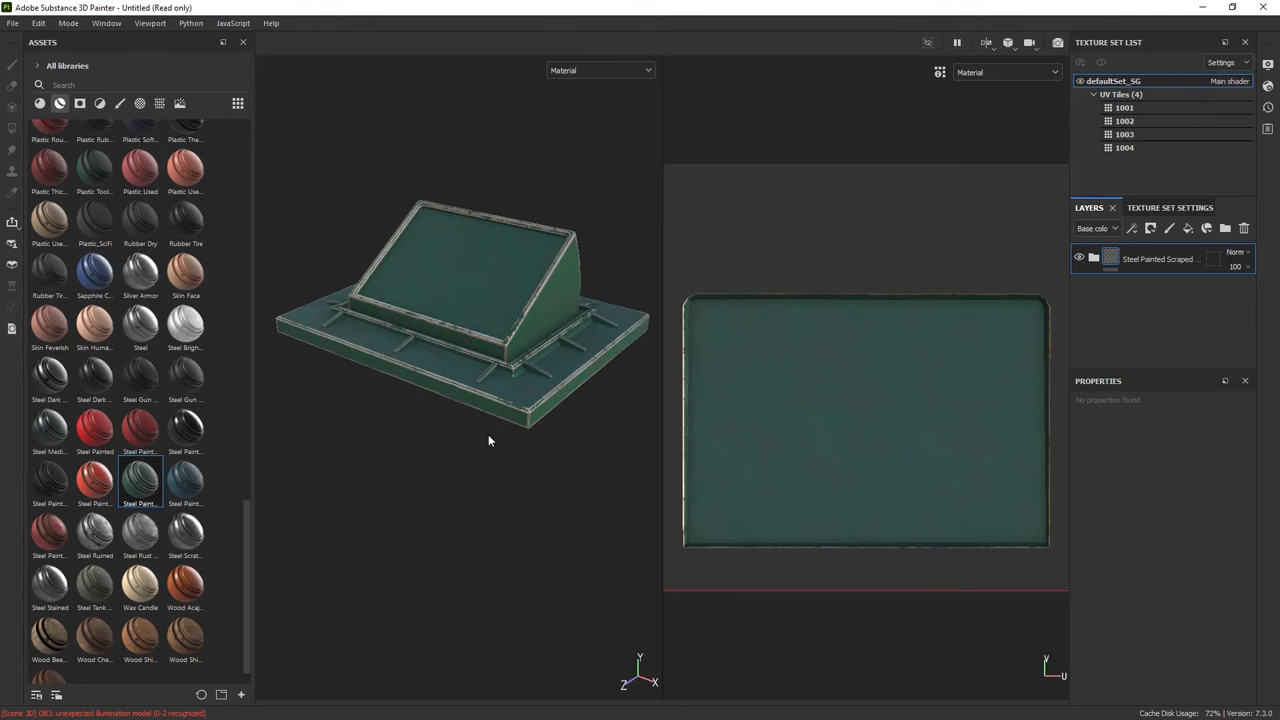 Adobe Substance 3D Painter - Untitled (Read only)
File Edit Mode Window Viewport Python JavaScript Help
ASSETS
All libraries
Search
Material
Material
Plastic Rou... Plastic Rub... Plastic Soft... Plastic The...
Plastic Thic... Plastic Tool... Plastic Used Plastic Use...
Plastic Use... Plastic_SciFi Rubber Dry Rubber Tire
Rubber Tir... Sapphire C... Silver Armor Skin Face
Skin Feverish Skin Huma... Steel Steel Brigh...
Steel Dark ... Steel Dark ... Steel Gun ... Steel Gun ...
Steel Medi... Steel Painted Steel Paint... Steel Paint...
Steel Paint... Steel Paint... Steel Paint... Steel Paint...
Steel Paint... Steel Ruined Steel Rust ... Steel Scrat...
Steel Stained Steel Tank ... Wax Candle Wood Acaj...
Wood Bee... Wood Che... Wood Shi... Wood Shi...
Y
Z
X
V
U
TEXTURE SET LIST
Settings
defaultSet_SG Main shader
UV Tiles (4)
1001
1002
1003
1004
LAYERS TEXTURE SET SETTINGS
Base colo
Steel Painted Scraped ... Norm
100
PROPERTIES
No properties found
[Scene 3D] OBJ: unexpected illumination model (0-2 recognized)
Cache Disk Usage: 72% | Version: 7.3.0